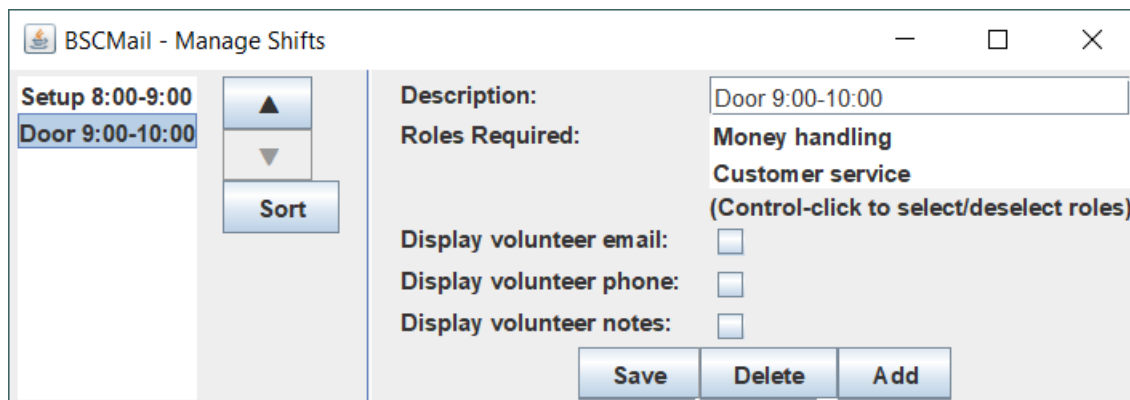 BSCMail - Manage Shifts
Setup 8:00-9:00
Door 9:00-10:00
▲
▼
Sort
Description: Door 9:00-10:00
Roles Required: Money handling
Customer service
(Control-click to select/deselect roles)
Display volunteer email:
Display volunteer phone:
Display volunteer notes:
Save Delete Add